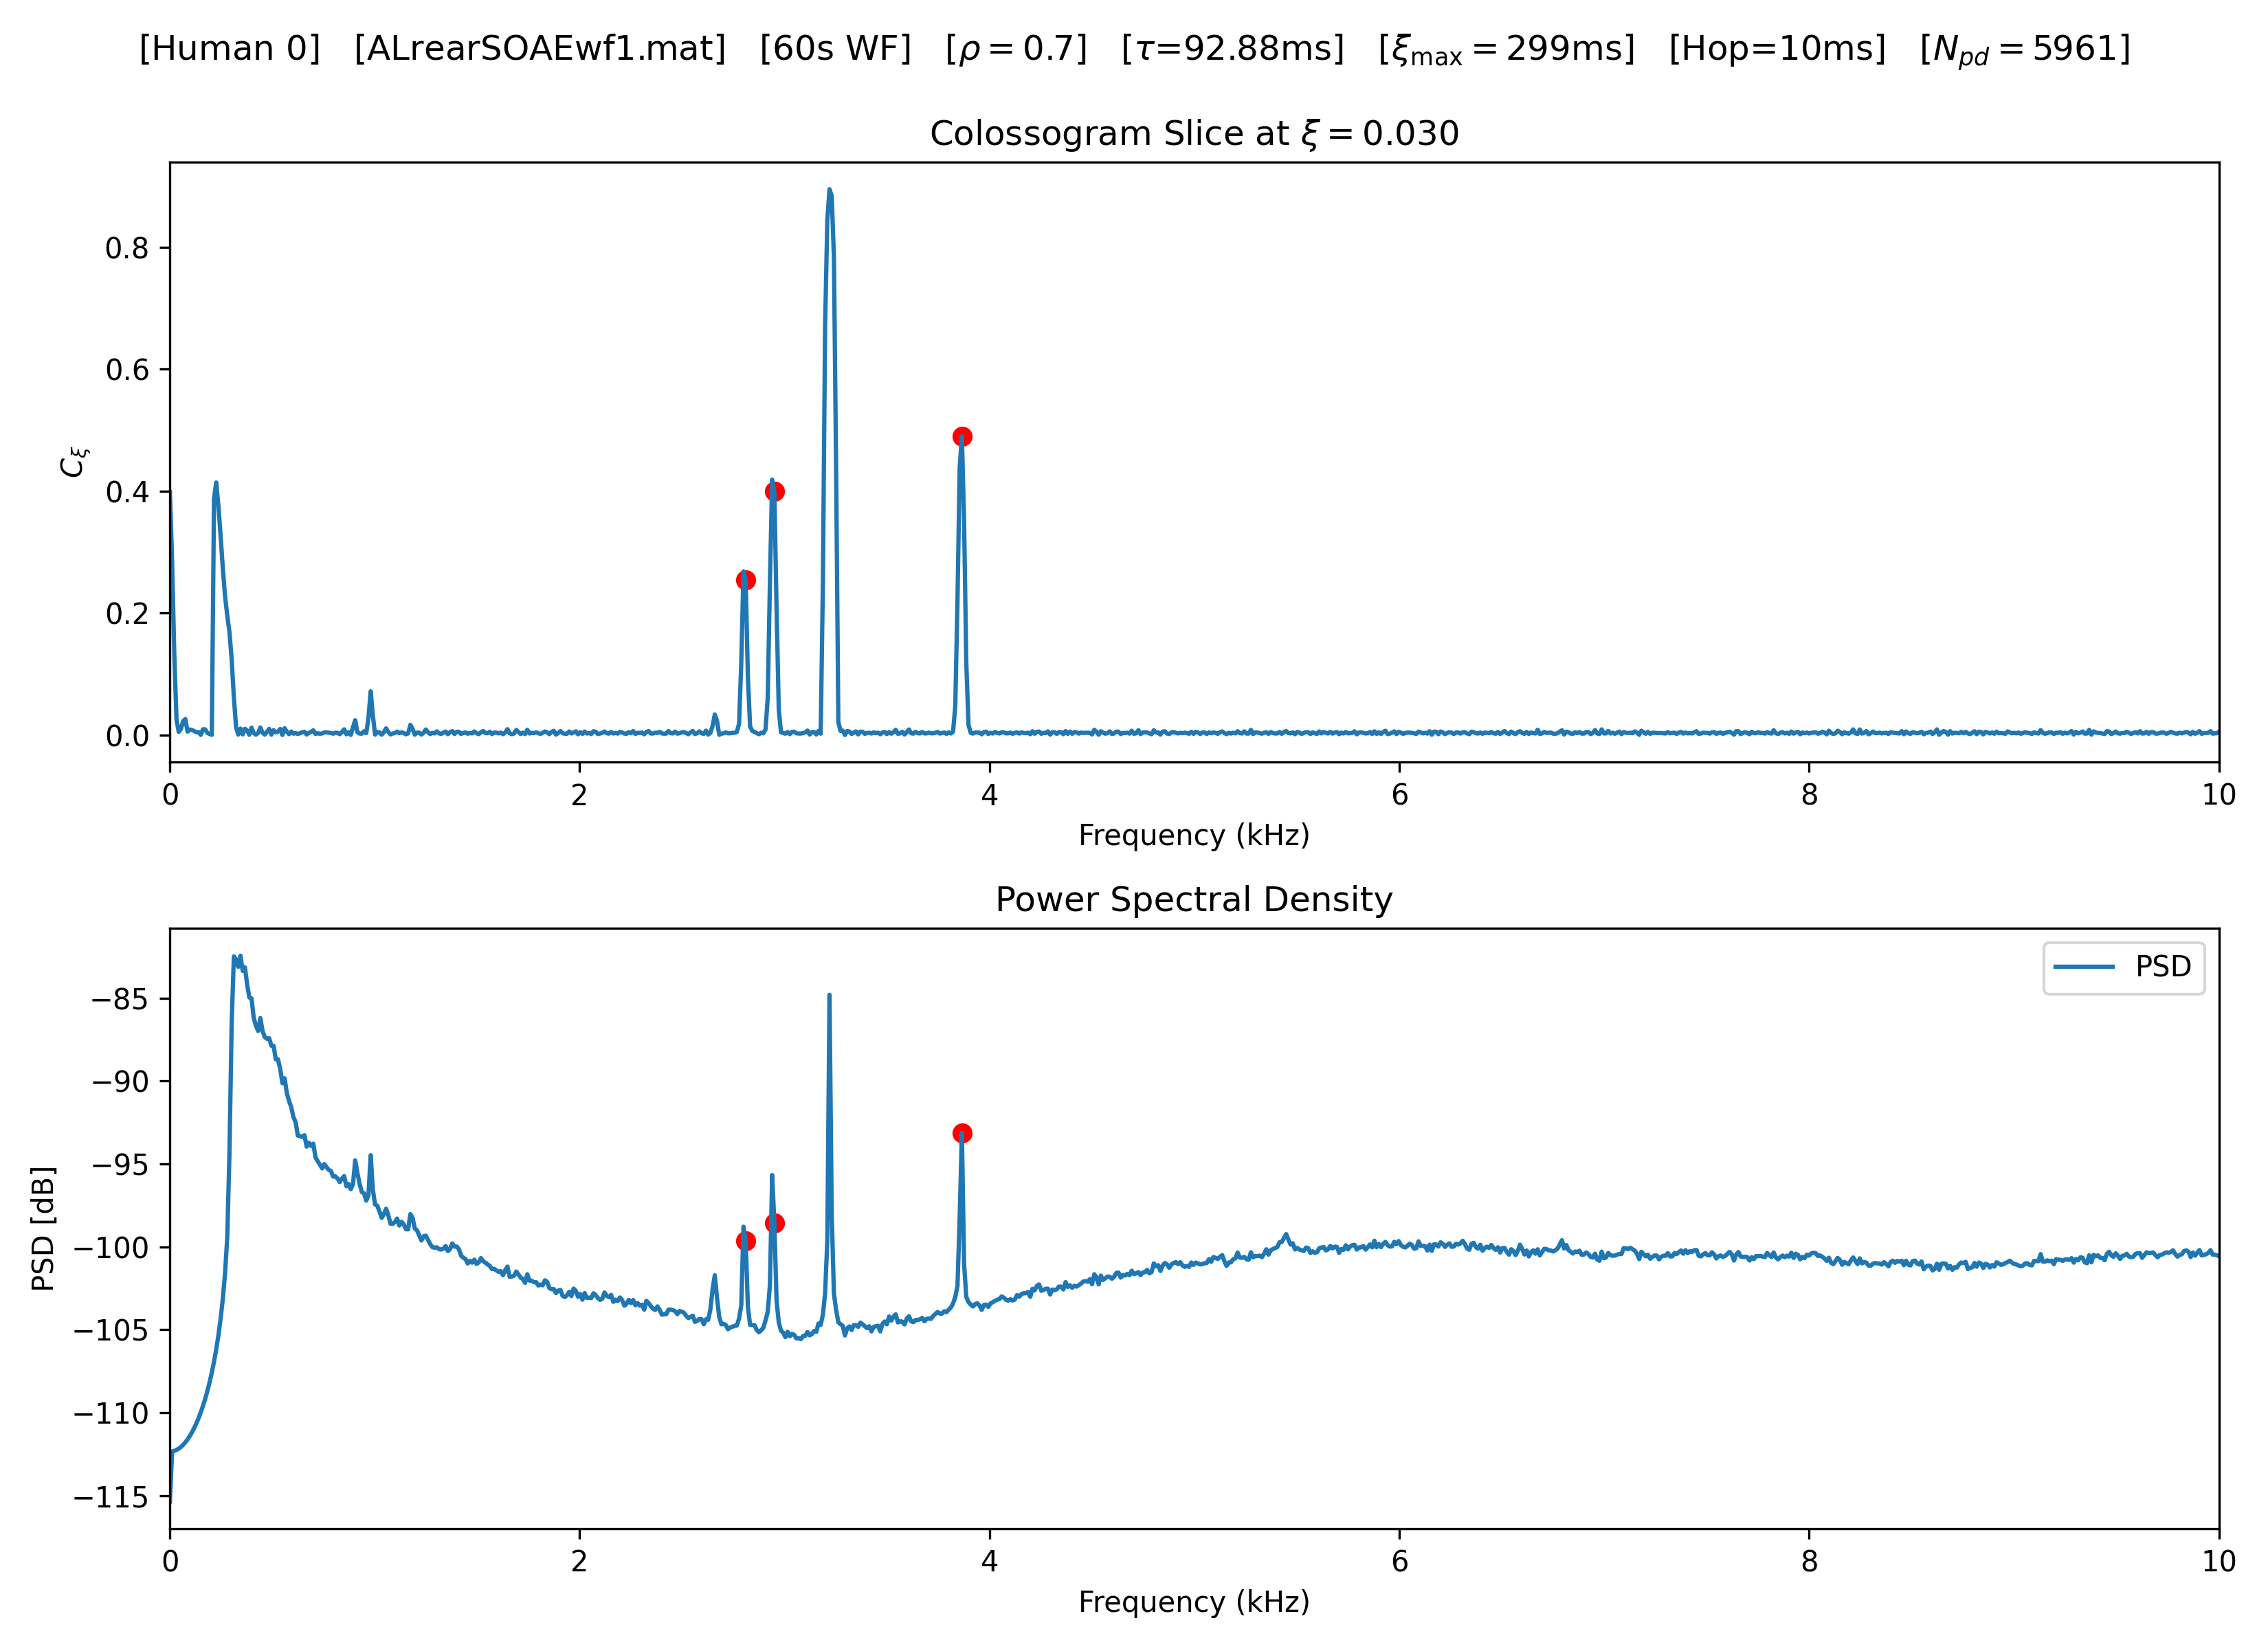 [Human 0] [ALrearSOAEwf1.mat] [60s WF] [ρ = 0.7] [τ=92.88ms] [ξmax = 299ms] [Hop=10ms] [Npd = 5961]
Colossogram Slice at ξ = 0.030
Cξ
0.8
0.6
0.4
0.2
0.0
0 2 4 6 8 10
Frequency (kHz)
Power Spectral Density
PSD
PSD [dB]
−85
−90
−95
−100
−105
−110
−115
0 2 4 6 8 10
Frequency (kHz)